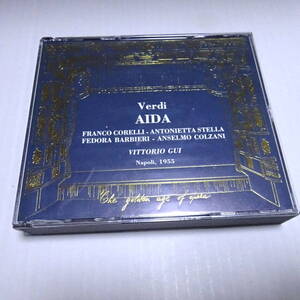 Verdi
AIDA
FRANCO CORELLI - ANTONIETTA STELLA
FEDORA BARBIERI - ANSELMO COLZANI
VITTORIO GUI
Napoli, 1955
The golden age of opera